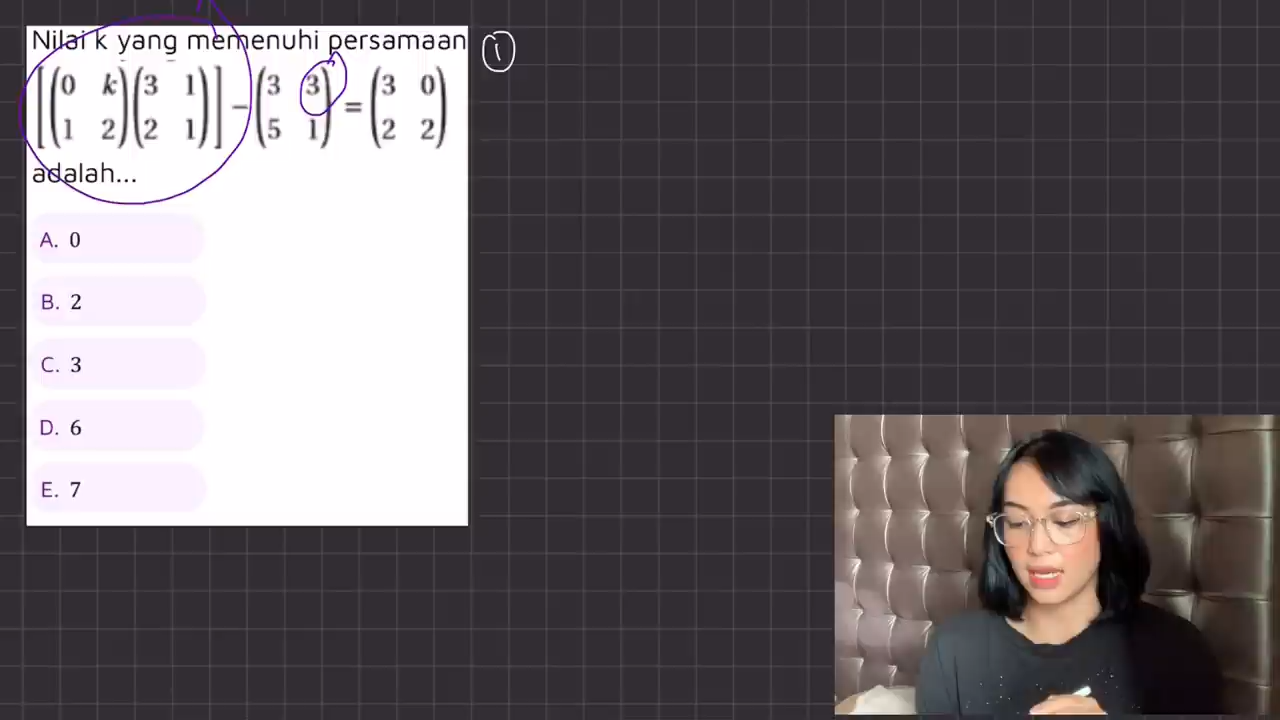 Nilai k yang memenuhi persamaan ①
[(0 k) (3 1)] - (3 3) = (3 0)
[(1 2) (2 1)] (5 1) (2 2)
adalah...
A. 0
B. 2
C. 3
D. 6
E. 7